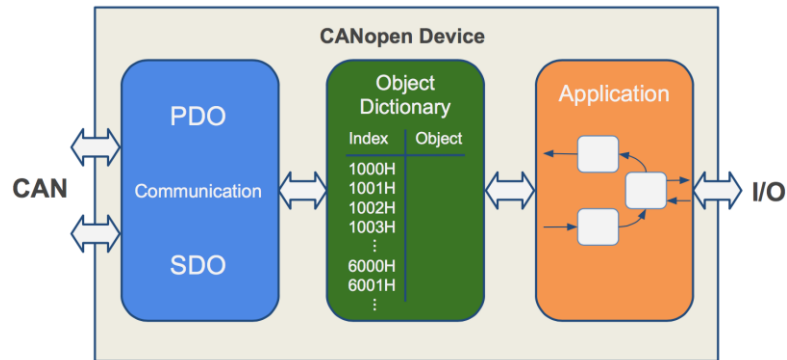 CANopen Device
CAN
PDO
Communication
SDO
Object
Dictionary
Index Object
1000H
1001H
1002H
1003H
⋮
6000H
6001H
⋮
Application
I/O